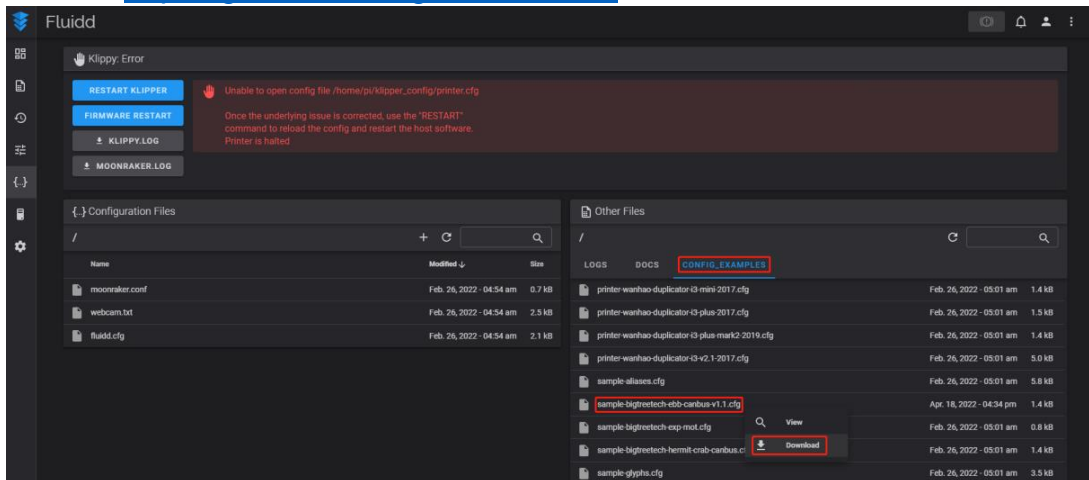 Fluidd
Klippy: Error
RESTART KLIPPER
FIRMWARE RESTART
KLIPPY.LOG
MOONRAKER.LOG
Unable to open config file /home/pi/klipper_config/printer.cfg
Once the underlying issue is corrected, use the "RESTART"
command to reload the config and restart the host software.
Printer is halted
{..} Configuration Files
/
Name Modified ↓ Size
moonraker.conf Feb. 26, 2022 - 04:54 am 0.7 kB
webcam.txt Feb. 26, 2022 - 04:54 am 2.5 kB
fluidd.cfg Feb. 26, 2022 - 04:54 am 2.1 kB
Other Files
/
LOGS DOCS CONFIG_EXAMPLES
printer-wanhao-duplicator-i3-mini-2017.cfg Feb. 26, 2022 - 05:01 am 1.4 kB
printer-wanhao-duplicator-i3-plus-2017.cfg Feb. 26, 2022 - 05:01 am 1.5 kB
printer-wanhao-duplicator-i3-plus-mark2-2019.cfg Feb. 26, 2022 - 05:01 am 1.4 kB
printer-wanhao-duplicator-i3-v2.1-2017.cfg Feb. 26, 2022 - 05:01 am 5.0 kB
sample-aliases.cfg Feb. 26, 2022 - 05:01 am 5.8 kB
sample-bigtreetech-ebb-canbus-v1.1.cfg Apr. 18, 2022 - 04:34 pm 1.4 kB
View
sample-bigtreetech-exp-mot.cfg Feb. 26, 2022 - 05:01 am 0.8 kB
Download
sample-bigtreetech-hermit-crab-canbus.c Feb. 26, 2022 - 05:01 am 1.4 kB
sample-glyphs.cfg Feb. 26, 2022 - 05:01 am 3.5 kB